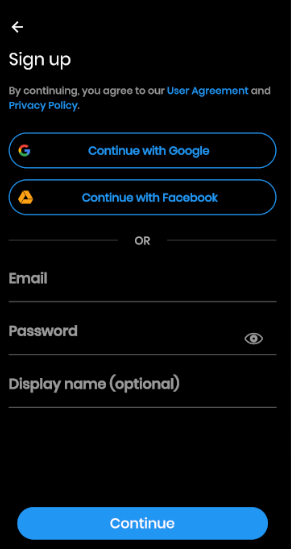 Sign up
By continuing, you agree to our User Agreement and
Privacy Policy.
Continue with Google
Continue with Facebook
OR
Email
Password
Display name (optional)
Continue